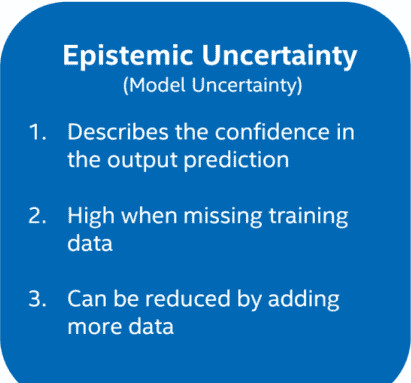 Epistemic Uncertainty
(Model Uncertainty)
1. Describes the confidence in
the output prediction
2. High when missing training
data
3. Can be reduced by adding
more data